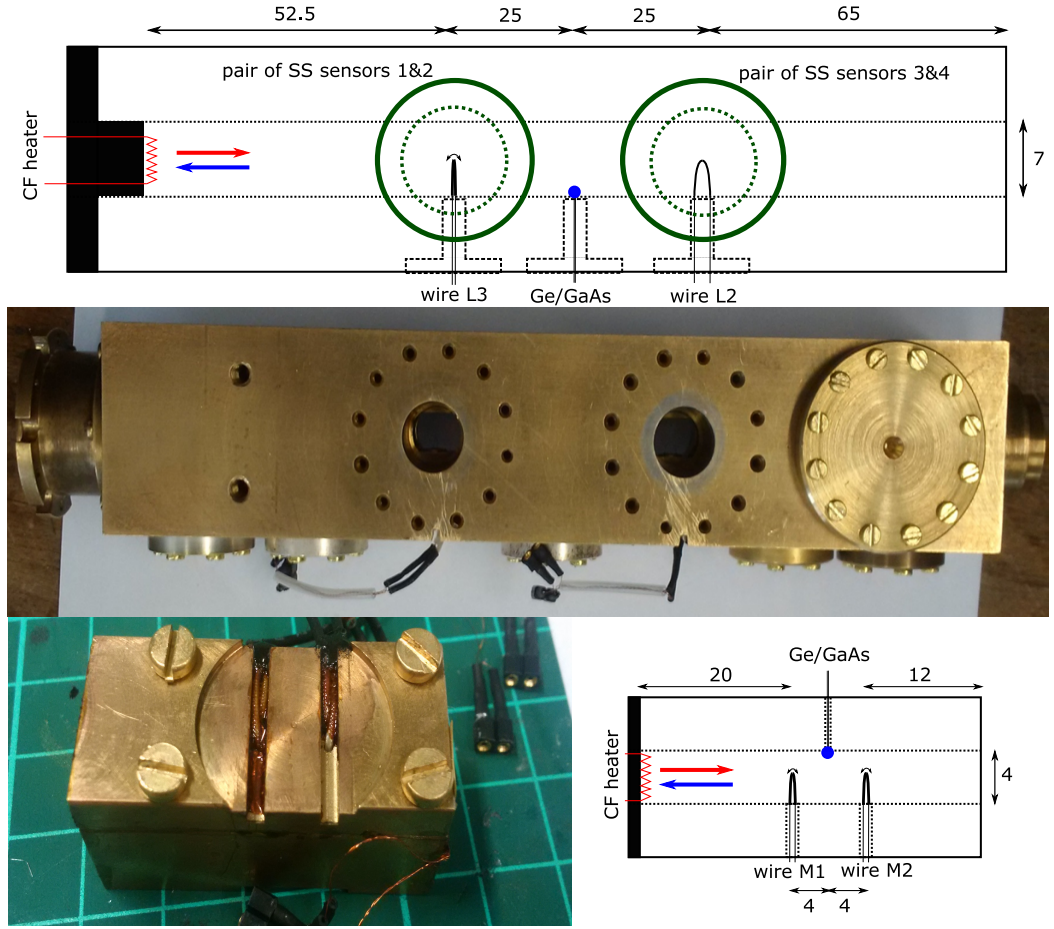 52.5
25
25
65
pair of SS sensors 1&2
pair of SS sensors 3&4
CF heater
7
wire L3
Ge/GaAs
wire L2
Ge/GaAs
20
12
CF heater
4
wire M1
wire M2
4
4